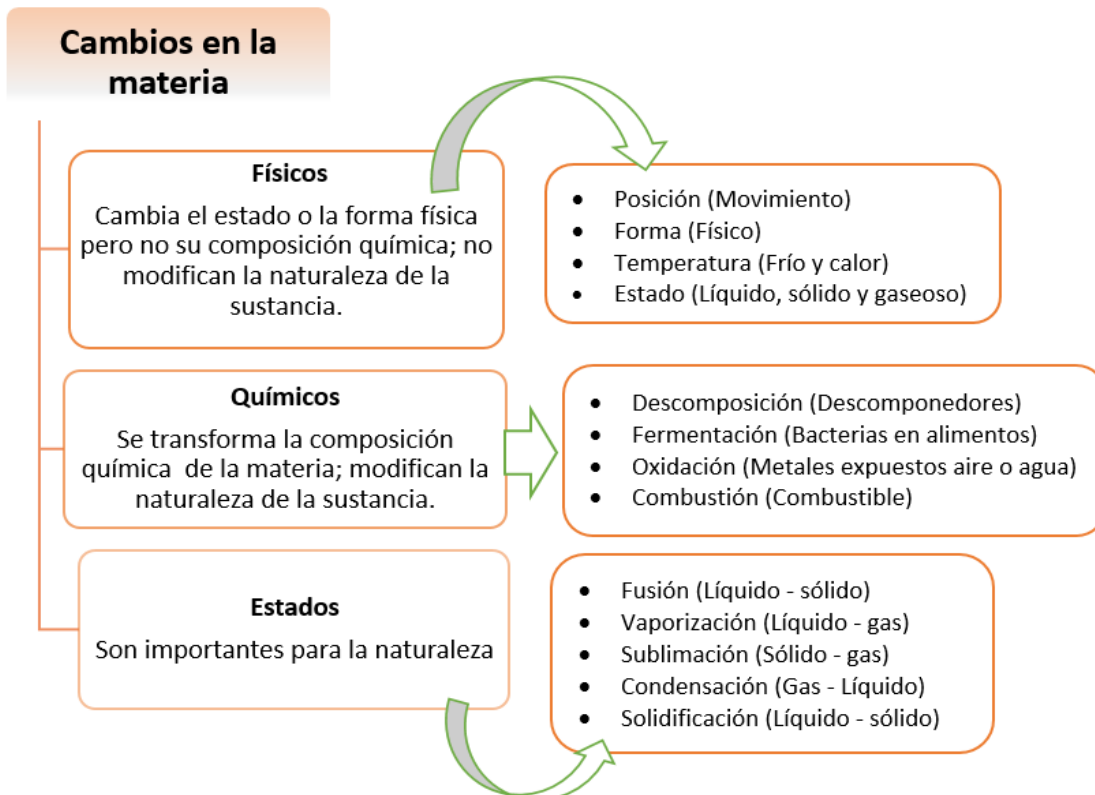 Cambios en la
materia
Físicos
Cambia el estado o la forma física
pero no su composición química; no
modifican la naturaleza de la
sustancia.
• Posición (Movimiento)
• Forma (Físico)
• Temperatura (Frío y calor)
• Estado (Líquido, sólido y gaseoso)
Químicos
Se transforma la composición
química de la materia; modifican la
naturaleza de la sustancia.
• Descomposición (Descomponedores)
• Fermentación (Bacterias en alimentos)
• Oxidación (Metales expuestos aire o agua)
• Combustión (Combustible)
Estados
Son importantes para la naturaleza
• Fusión (Líquido - sólido)
• Vaporización (Líquido - gas)
• Sublimación (Sólido - gas)
• Condensación (Gas - Líquido)
• Solidificación (Líquido - sólido)